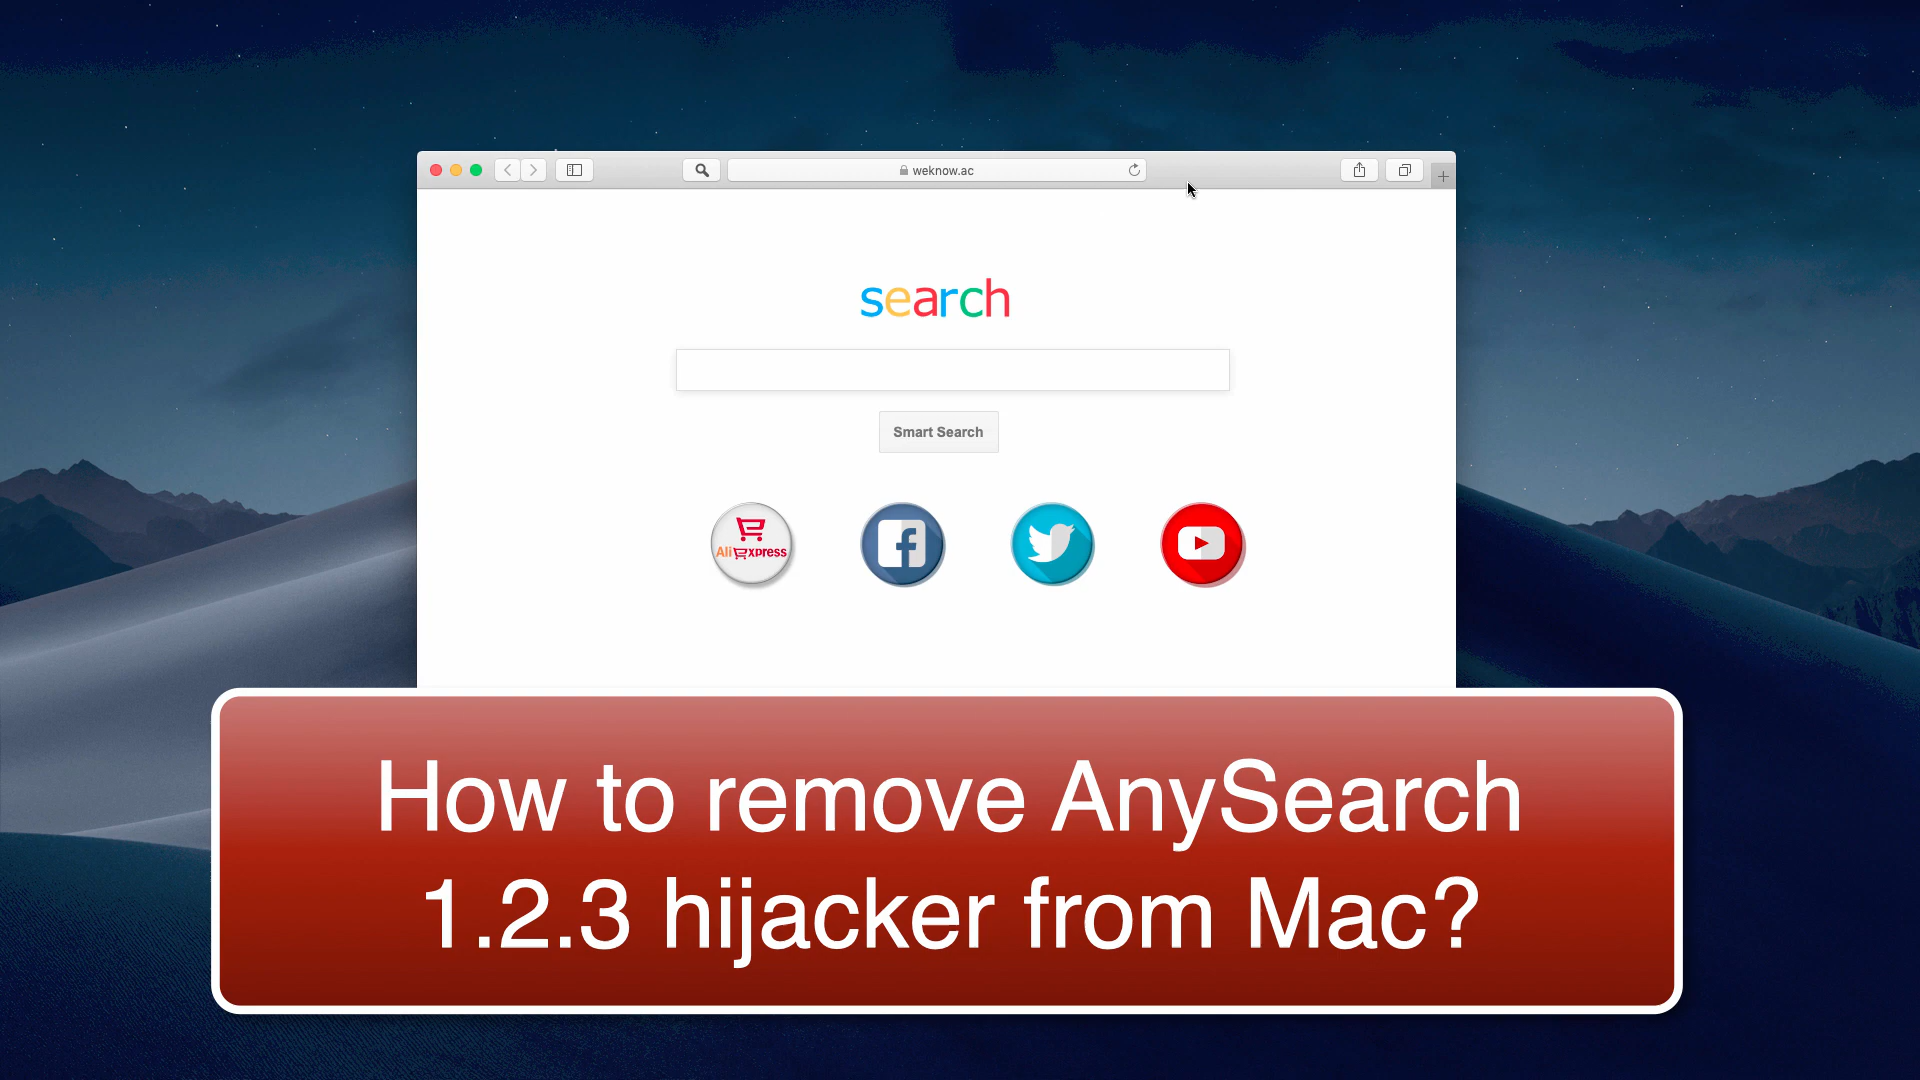 weknow.ac
search
Smart Search
AliExpress
How to remove AnySearch
1.2.3 hijacker from Mac?